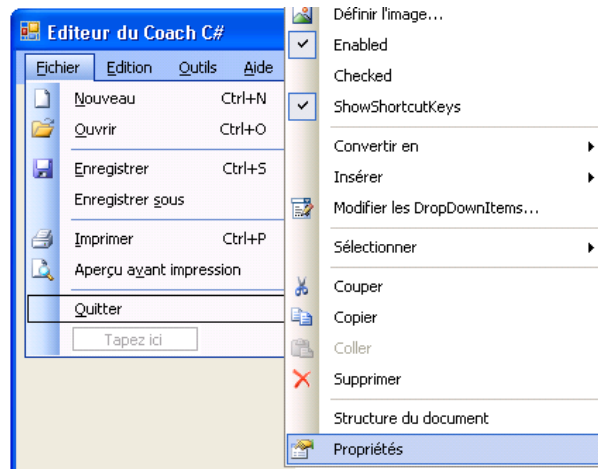 Editeur du Coach C#
Fichier Edition Outils Aide
Nouveau Ctrl+N
Ouvrir Ctrl+O
Enregistrer Ctrl+S
Enregistrer sous
Imprimer Ctrl+P
Aperçu avant impression
Quitter
Tapez ici
Définir l'image...
Enabled
Checked
ShowShortcutKeys
Convertir en
Insérer
Modifier les DropDownItems...
Sélectionner
Couper
Copier
Coller
Supprimer
Structure du document
Propriétés